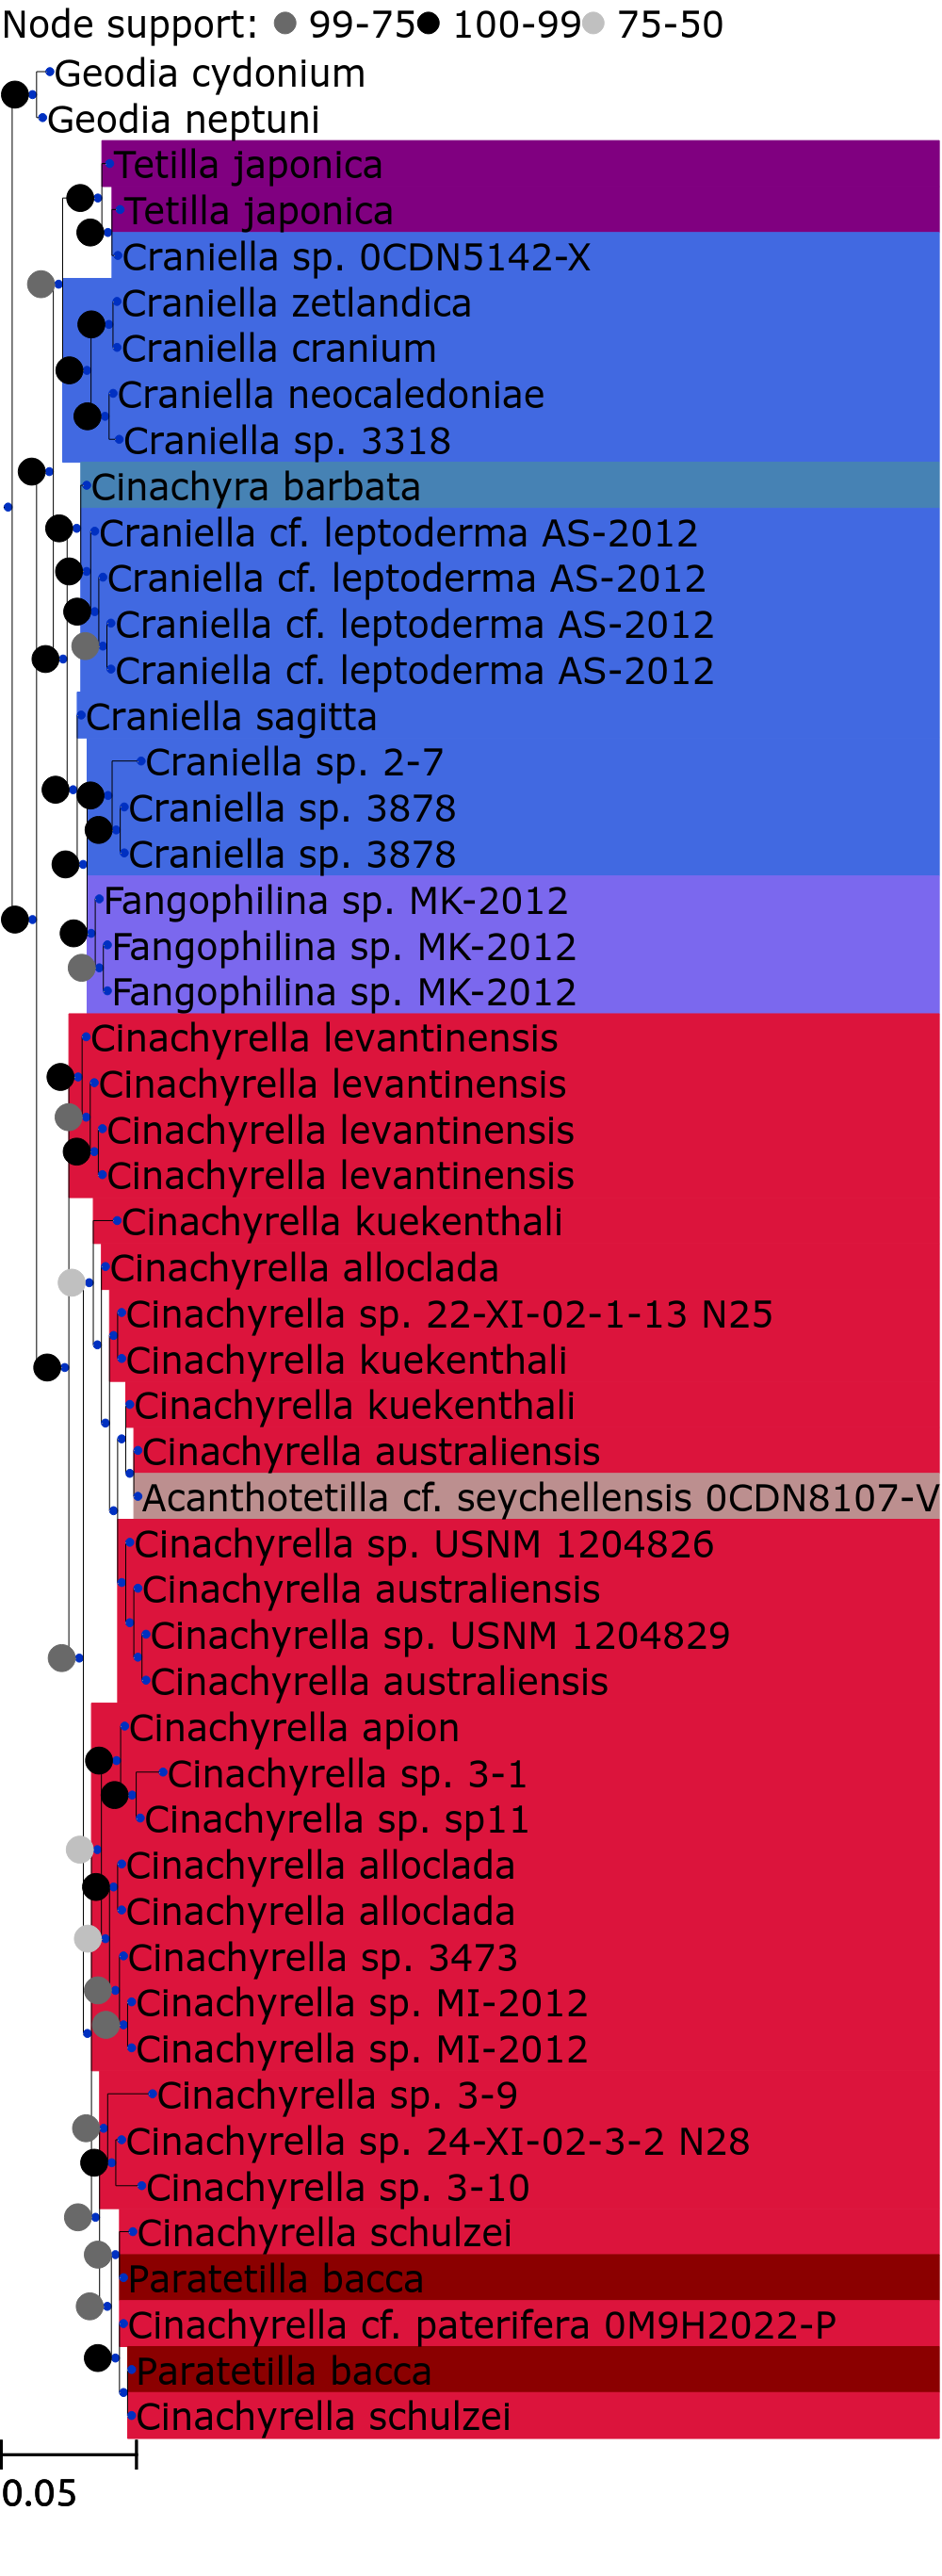 Node support: 99-75 100-99 75-50
Geodia cydonium
Geodia neptuni
Tetilla japonica
Tetilla japonica
Craniella sp. 0CDN5142-X
Craniella zetlandica
Craniella cranium
Craniella neocaledoniae
Craniella sp. 3318
Cinachyra barbata
Craniella cf. leptoderma AS-2012
Craniella cf. leptoderma AS-2012
Craniella cf. leptoderma AS-2012
Craniella cf. leptoderma AS-2012
Craniella sagitta
Craniella sp. 2-7
Craniella sp. 3878
Craniella sp. 3878
Fangophilina sp. MK-2012
Fangophilina sp. MK-2012
Fangophilina sp. MK-2012
Cinachyrella levantinensis
Cinachyrella levantinensis
Cinachyrella levantinensis
Cinachyrella levantinensis
Cinachyrella kuekenthali
Cinachyrella alloclada
Cinachyrella sp. 22-XI-02-1-13 N25
Cinachyrella kuekenthali
Cinachyrella kuekenthali
Cinachyrella australiensis
Acanthotetilla cf. seychellensis 0CDN8107-V
Cinachyrella sp. USNM 1204826
Cinachyrella australiensis
Cinachyrella sp. USNM 1204829
Cinachyrella australiensis
Cinachyrella apion
Cinachyrella sp. 3-1
Cinachyrella sp. sp11
Cinachyrella alloclada
Cinachyrella alloclada
Cinachyrella sp. 3473
Cinachyrella sp. MI-2012
Cinachyrella sp. MI-2012
Cinachyrella sp. 3-9
Cinachyrella sp. 24-XI-02-3-2 N28
Cinachyrella sp. 3-10
Cinachyrella schulzei
Paratetilla bacca
Cinachyrella cf. paterifera 0M9H2022-P
Paratetilla bacca
Cinachyrella schulzei
0.05